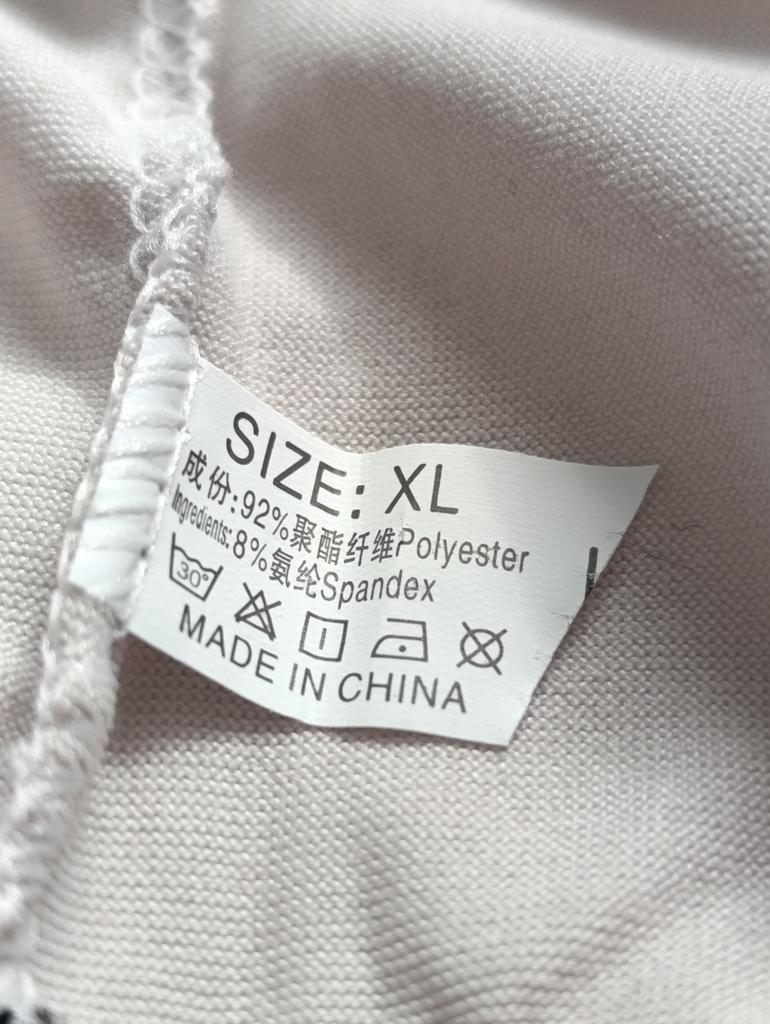 SIZE: XL
成份:92%聚酯纤维Polyester
Ingredients:8%氨纶Spandex
30°
MADE IN CHINA